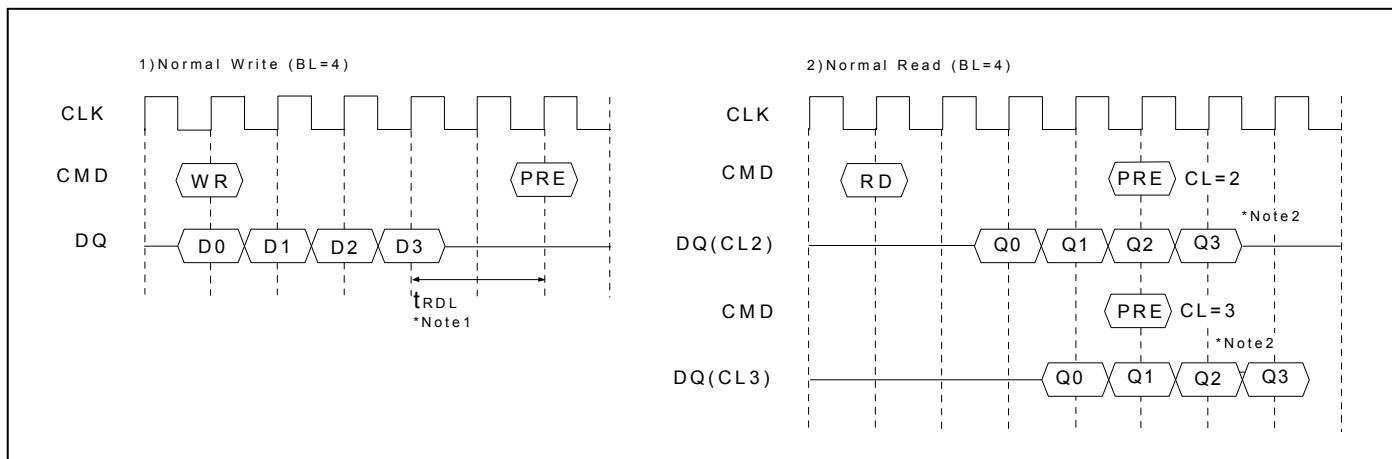 1)Normal Write (BL=4)
CLK
CMD WR PRE
DQ D0 D1 D2 D3
tRDL
*Note1
2)Normal Read (BL=4)
CLK
CMD RD PRE CL=2
*Note2
DQ(CL2) Q0 Q1 Q2 Q3
CMD PRE CL=3
*Note2
DQ(CL3) Q0 Q1 Q2 Q3